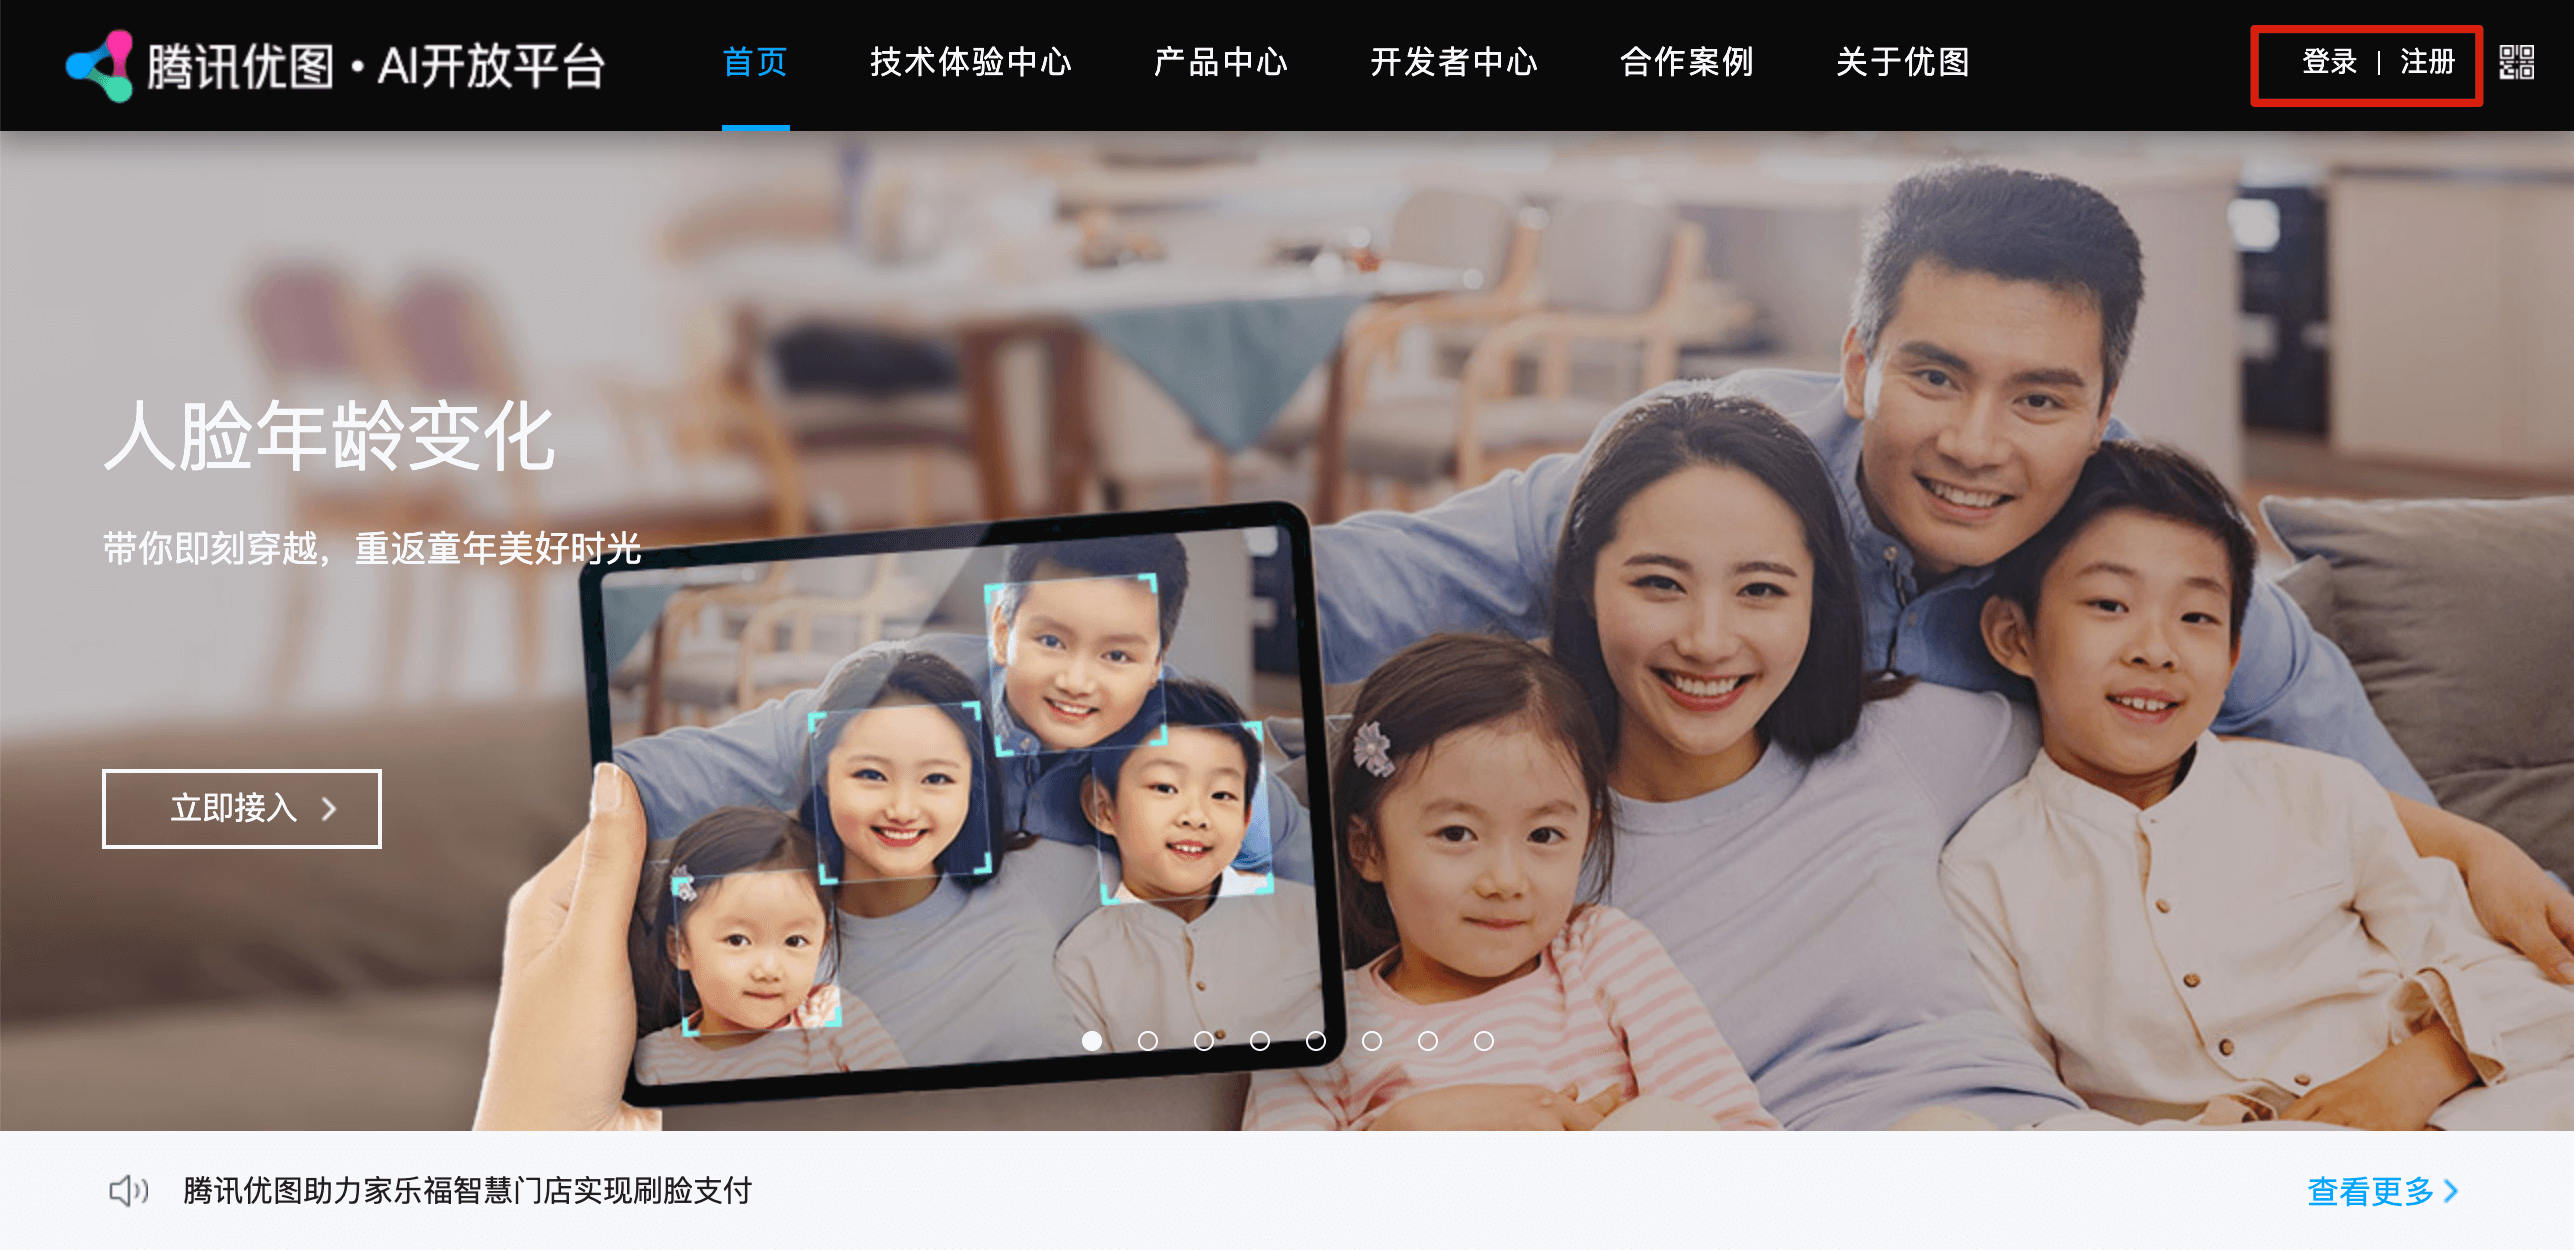 腾讯优图·AI开放平台
首页 技术体验中心 产品中心 开发者中心 合作案例 关于优图
登录 | 注册
人脸年龄变化
带你即刻穿越，重返童年美好时光
立即接入
腾讯优图助力家乐福智慧门店实现刷脸支付
查看更多